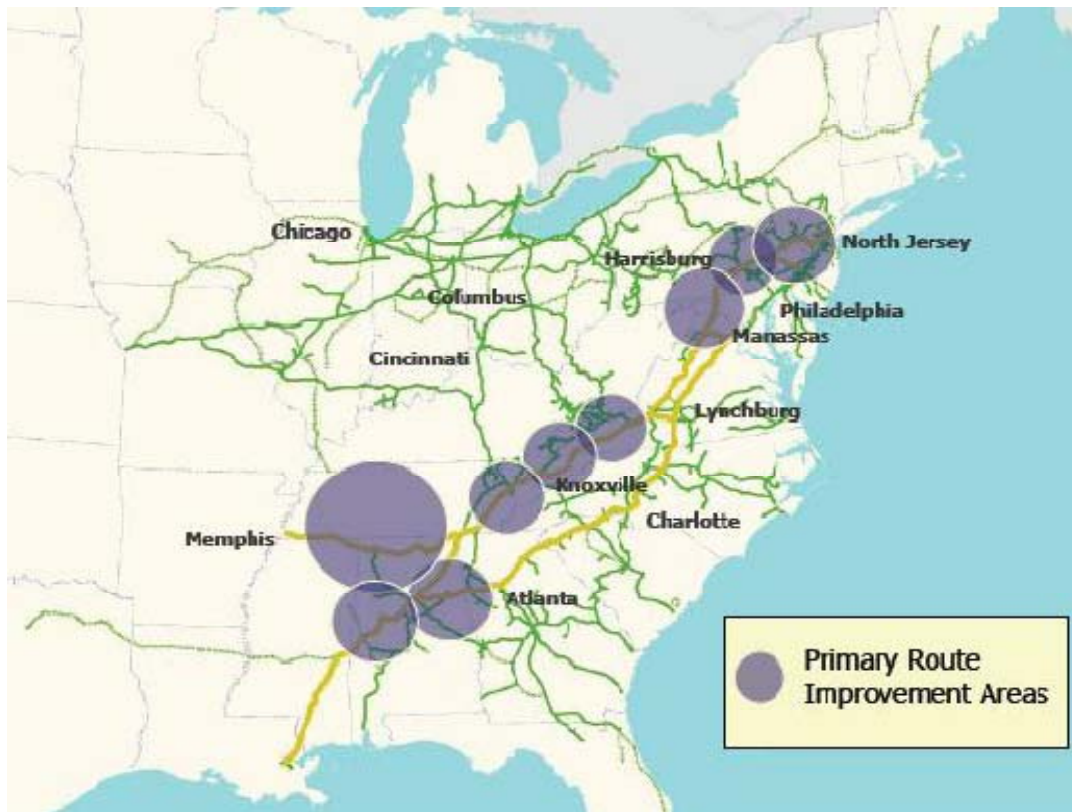 Chicago
Harrisburg
North Jersey
Columbus
Philadelphia
Manassas
Cincinnati
Lynchburg
Knoxville
Charlotte
Memphis
Atlanta
Primary Route
Improvement Areas